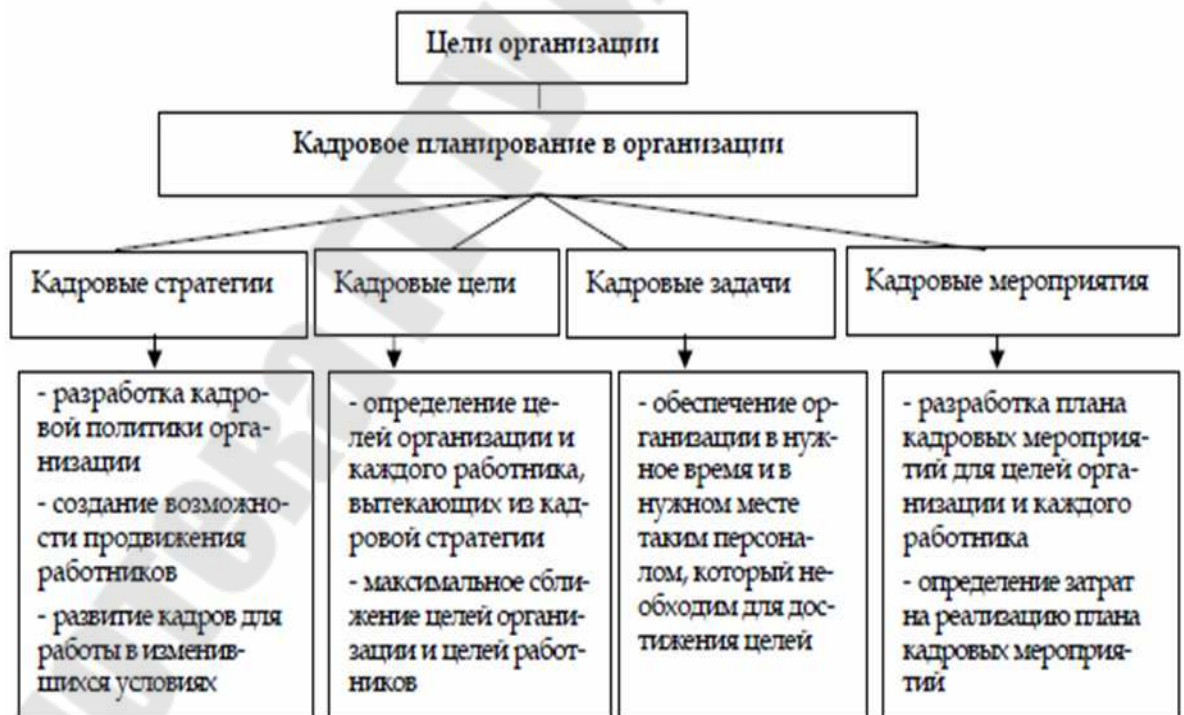 Цели организации
Кадровое планирование в организации
Кадровые стратегии
Кадровые цели
Кадровые задачи
Кадровые мероприятия
- разработка кадро-
вой политики орга-
низации
- создание возможно-
сти продвижения
работников
- развитие кадров для
работы в изменив-
шихся условиях
- определение це-
лей организации и
каждого работника,
вытекающих из кад-
ровой стратегии
- максимальное сбли-
жение целей органи-
зации и целей работ-
ников
- обеспечение ор-
ганизации в нуж-
ное время и в
нужном месте
таким персона-
лом, который не-
обходим для дос-
тижения целей
- разработка плана
кадровых мероприя-
тий для целей орга-
низации и каждого
работника
- определение затрат
на реализацию плана
кадровых мероприя-
тий